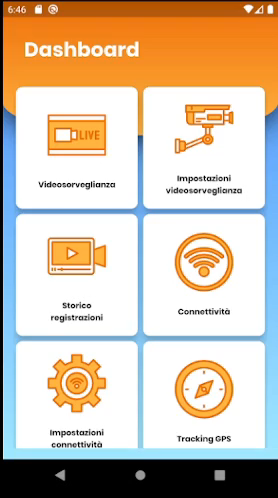 6:46
Dashboard
LIVE
Videosorveglianza
Impostazioni
videosorveglianza
Storico
registrazioni
Connettività
Impostazioni
connettività
Tracking GPS